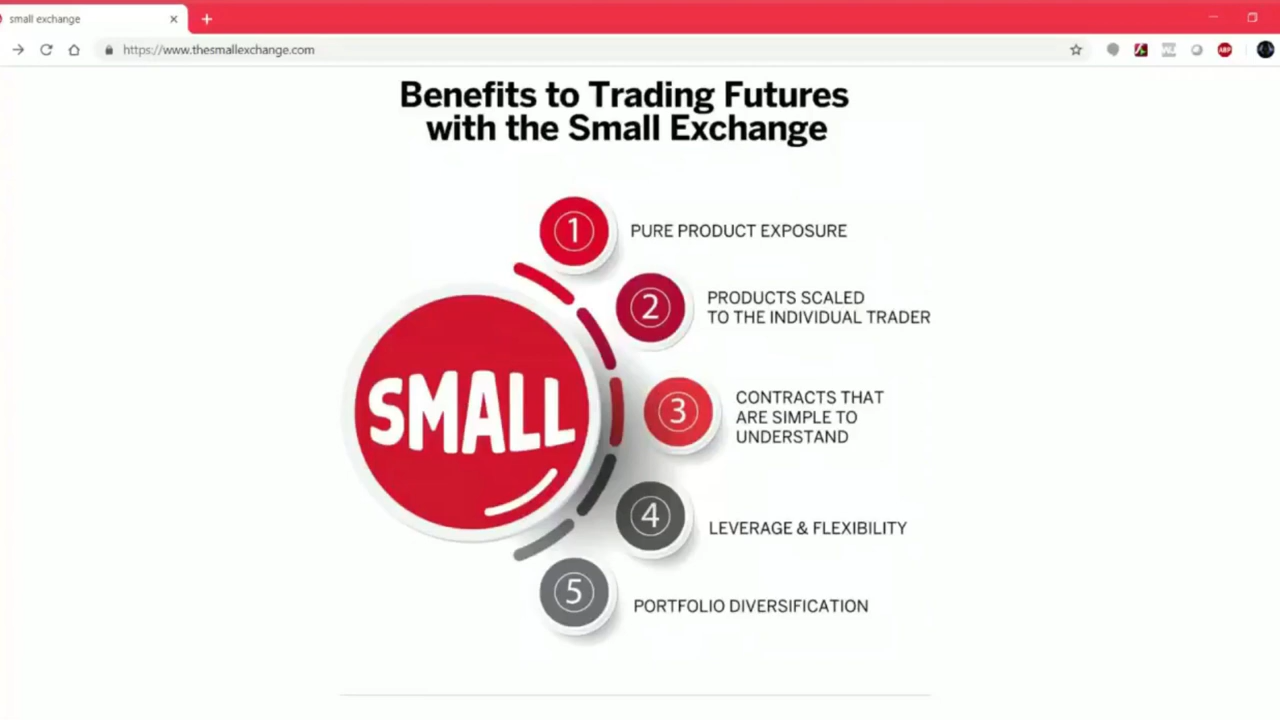 small exchange
https://www.thesmallexchange.com
ABP
Benefits to Trading Futures
with the Small Exchange
1
PURE PRODUCT EXPOSURE
2
PRODUCTS SCALED
TO THE INDIVIDUAL TRADER
SMALL
3
CONTRACTS THAT
ARE SIMPLE TO
UNDERSTAND
4
LEVERAGE & FLEXIBILITY
5
PORTFOLIO DIVERSIFICATION